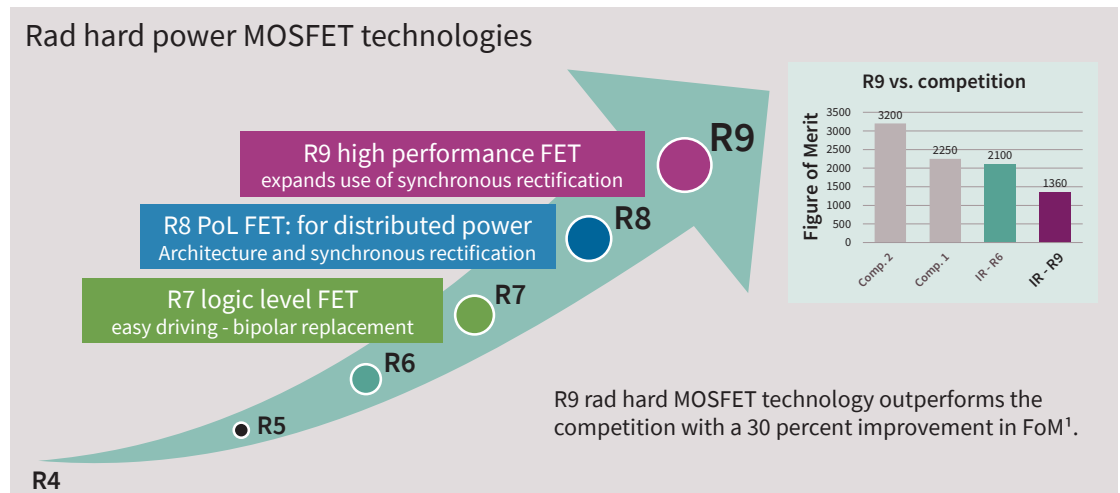 Rad hard power MOSFET technologies
R9 high performance FET
expands use of synchronous rectification
R9
R8 PoL FET: for distributed power
Architecture and synchronous rectification
R8
R7 logic level FET
easy driving - bipolar replacement
R7
R6
R5
R4
R9 vs. competition
Figure of Merit
3500
3000
2500
2000
1500
1000
500
0
3200
2250
2100
1360
Comp. 2
Comp. 1
IR - R6
IR - R9
R9 rad hard MOSFET technology outperforms the
competition with a 30 percent improvement in FoM¹.